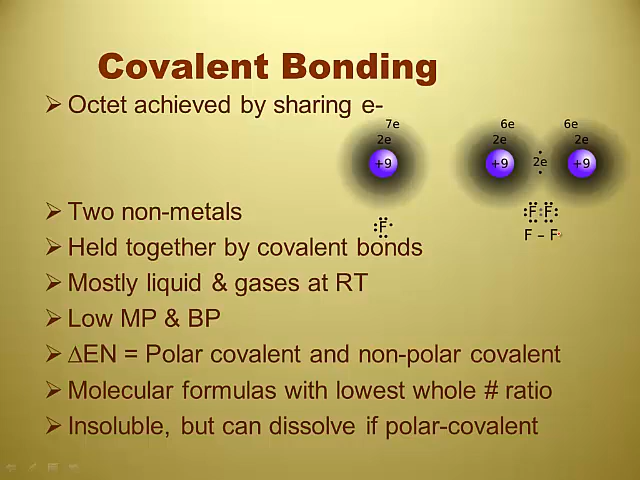 Covalent Bonding
➢ Octet achieved by sharing e-
7e
2e
+9
6e 6e
2e 2e
+9 2e +9
F
F F
F – F
➢ Two non-metals
➢ Held together by covalent bonds
➢ Mostly liquid & gases at RT
➢ Low MP & BP
➢ ∆EN = Polar covalent and non-polar covalent
➢ Molecular formulas with lowest whole # ratio
➢ Insoluble, but can dissolve if polar-covalent